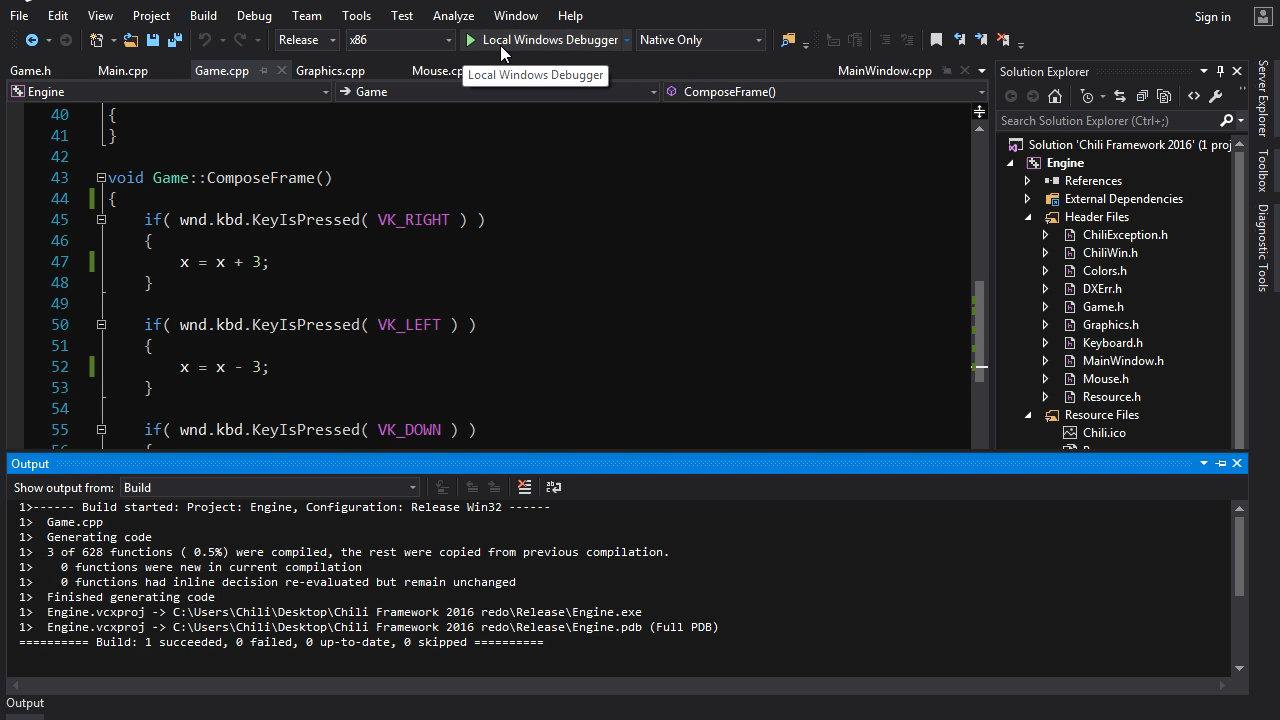 File Edit View Project Build Debug Team Tools Test Analyze Window Help Sign in
Release x86 Local Windows Debugger Native Only
Game.h Main.cpp Game.cpp Graphics.cpp Mouse.cp MainWindow.cpp
Local Windows Debugger
Engine Game ComposeFrame()
40 {
41 }
42
43 void Game::ComposeFrame()
44 {
45 if( wnd.kbd.KeyIsPressed( VK_RIGHT ) )
46 {
47 x = x + 3;
48 }
49
50 if( wnd.kbd.KeyIsPressed( VK_LEFT ) )
51 {
52 x = x - 3;
53 }
54
55 if( wnd.kbd.KeyIsPressed( VK_DOWN ) )
Solution Explorer
Search Solution Explorer (Ctrl+;)
Solution 'Chili Framework 2016' (1 proj
Engine
References
External Dependencies
Header Files
ChiliException.h
ChiliWin.h
Colors.h
DXErr.h
Game.h
Graphics.h
Keyboard.h
MainWindow.h
Mouse.h
Resource.h
Resource Files
Chili.ico
Server Explorer
Toolbox
Diagnostic Tools
Output
Show output from: Build
1>------ Build started: Project: Engine, Configuration: Release Win32 ------
1> Game.cpp
1> Generating code
1> 3 of 628 functions ( 0.5%) were compiled, the rest were copied from previous compilation.
1> 0 functions were new in current compilation
1> 0 functions had inline decision re-evaluated but remain unchanged
1> Finished generating code
1> Engine.vcxproj -> C:\Users\Chili\Desktop\Chili Framework 2016 redo\Release\Engine.exe
1> Engine.vcxproj -> C:\Users\Chili\Desktop\Chili Framework 2016 redo\Release\Engine.pdb (Full PDB)
========== Build: 1 succeeded, 0 failed, 0 up-to-date, 0 skipped ==========
Output